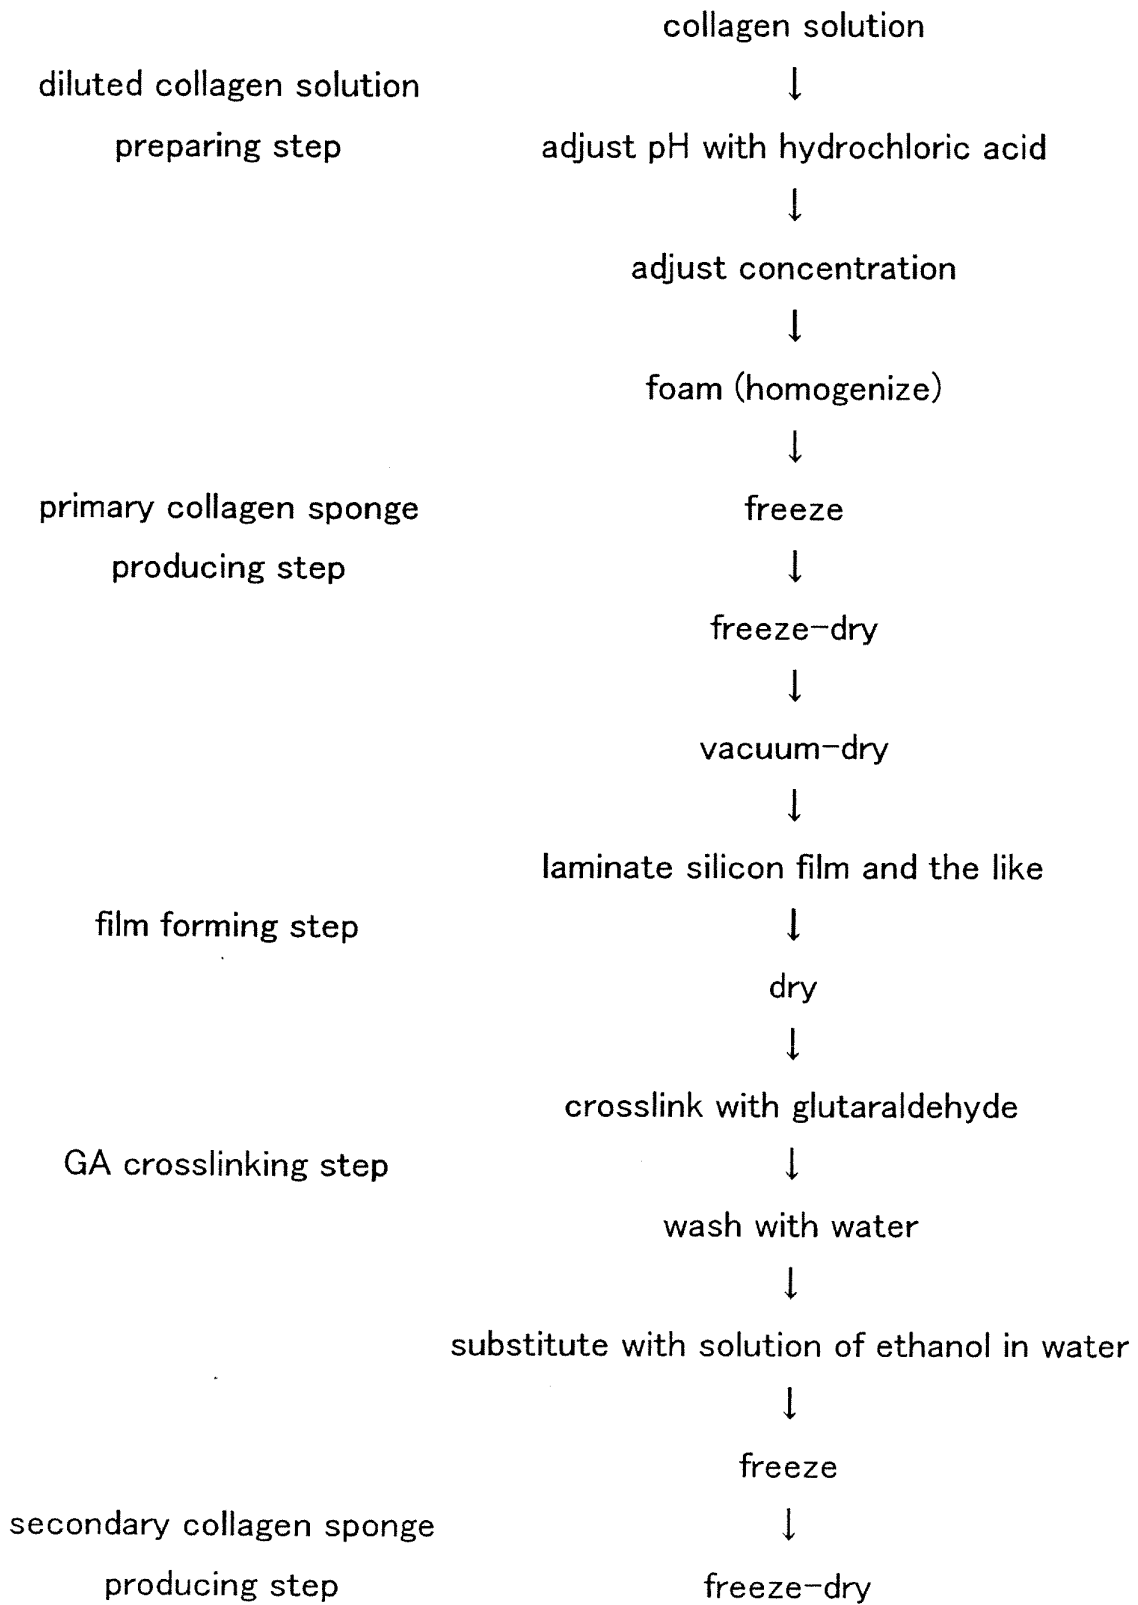 collagen solution
diluted collagen solution
↓
preparing step
adjust pH with hydrochloric acid
↓
adjust concentration
↓
foam (homogenize)
↓
primary collagen sponge
freeze
producing step
↓
freeze-dry
↓
vacuum-dry
↓
laminate silicon film and the like
film forming step
↓
dry
↓
crosslink with glutaraldehyde
GA crosslinking step
↓
wash with water
↓
substitute with solution of ethanol in water
↓
freeze
secondary collagen sponge
↓
producing step
freeze-dry